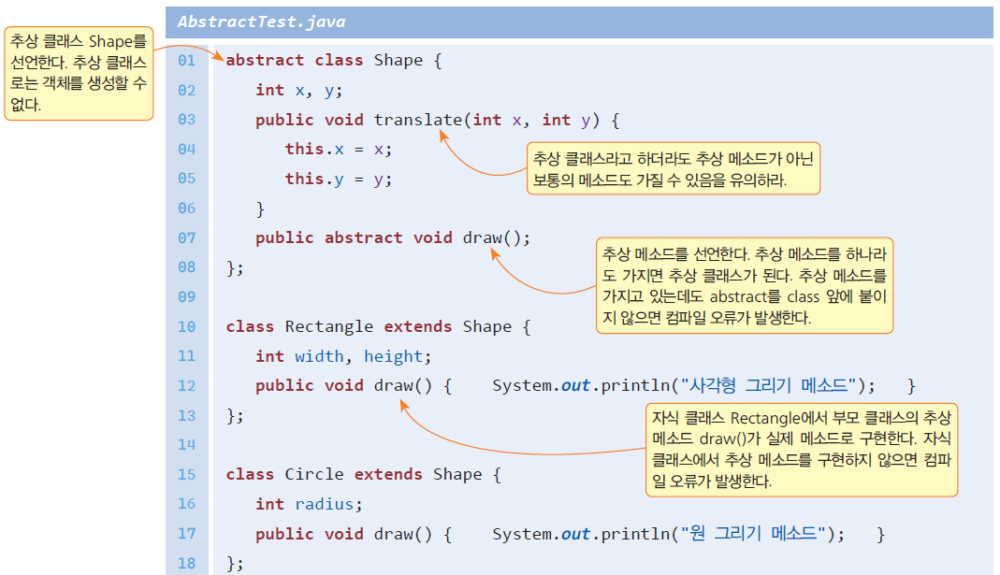 AbstractTest.java
추상 클래스 Shape를
선언한다. 추상 클래스
로는 객체를 생성할 수
없다.
01 abstract class Shape {
02 int x, y;
03 public void translate(int x, int y) {
04 this.x = x;
05 this.y = y;
추상 클래스라고 하더라도 추상 메소드가 아닌
보통의 메소드도 가질 수 있음을 유의하라.
06 }
07 public abstract void draw();
08 };
추상 메소드를 선언한다. 추상 메소드를 하나라
도 가지면 추상 클래스가 된다. 추상 메소드를
가지고 있는데도 abstract를 class 앞에 붙이
지 않으면 컴파일 오류가 발생한다.
09
10 class Rectangle extends Shape {
11 int width, height;
12 public void draw() { System.out.println("사각형 그리기 메소드"); }
13 };
자식 클래스 Rectangle에서 부모 클래스의 추상
메소드 draw()가 실제 메소드로 구현한다. 자식
클래스에서 추상 메소드를 구현하지 않으면 컴파
일 오류가 발생한다.
14
15 class Circle extends Shape {
16 int radius;
17 public void draw() { System.out.println("원 그리기 메소드"); }
18 };